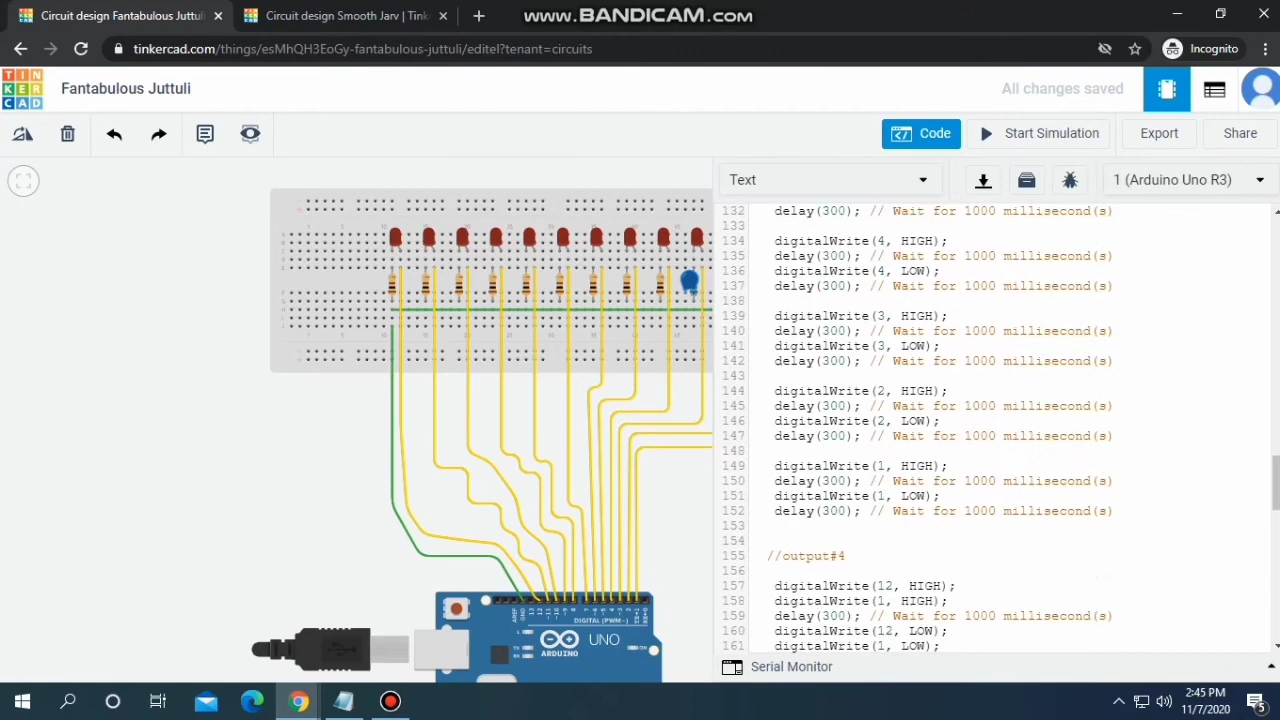 Circuit design Fantabulous Juttuli
Circuit design Smooth Jarv | Tink
www.BANDICAM.com
tinkercad.com/things/esMhQH3EoGy-fantabulous-juttuli/editel?tenant=circuits
Incognito
TIN
KER
CAD
Fantabulous Juttuli
All changes saved
Code
Start Simulation
Export
Share
Text
1 (Arduino Uno R3)
132 delay(300); // Wait for 1000 millisecond(s)
133
134 digitalWrite(4, HIGH);
135 delay(300); // Wait for 1000 millisecond(s)
136 digitalWrite(4, LOW);
137 delay(300); // Wait for 1000 millisecond(s)
138
139 digitalWrite(3, HIGH);
140 delay(300); // Wait for 1000 millisecond(s)
141 digitalWrite(3, LOW);
142 delay(300); // Wait for 1000 millisecond(s)
143
144 digitalWrite(2, HIGH);
145 delay(300); // Wait for 1000 millisecond(s)
146 digitalWrite(2, LOW);
147 delay(300); // Wait for 1000 millisecond(s)
148
149 digitalWrite(1, HIGH);
150 delay(300); // Wait for 1000 millisecond(s)
151 digitalWrite(1, LOW);
152 delay(300); // Wait for 1000 millisecond(s)
153
154
155 //output#4
156
157 digitalWrite(12, HIGH);
158 digitalWrite(1, HIGH);
159 delay(300); // Wait for 1000 millisecond(s)
160 digitalWrite(12, LOW);
161 digitalWrite(1, LOW);
AREF
GND
13
12
DIGITAL (PWM~)
UNO
ARDUINO
Serial Monitor
2:45 PM
11/7/2020
5